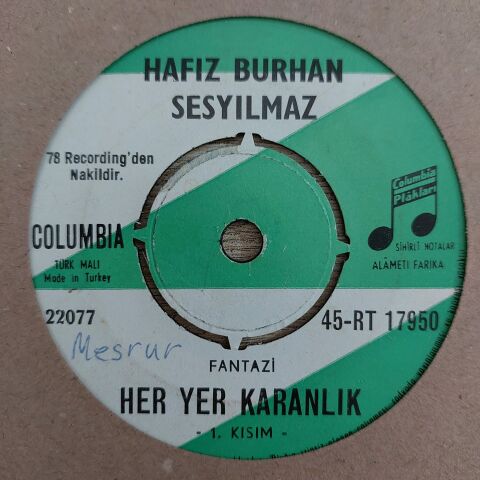 HAFIZ BURHAN
SESYILMAZ
78 Recording'den
Nakildir.
Columbia
Plâkları
SİHİRLİ NOTALAR
ALÂMETİ FARİKA
COLUMBIA
TÜRK MALI
Made in Turkey
22077
45-RT 17950
Mesrur
FANTAZİ
HER YER KARANLIK
- 1. KISIM -